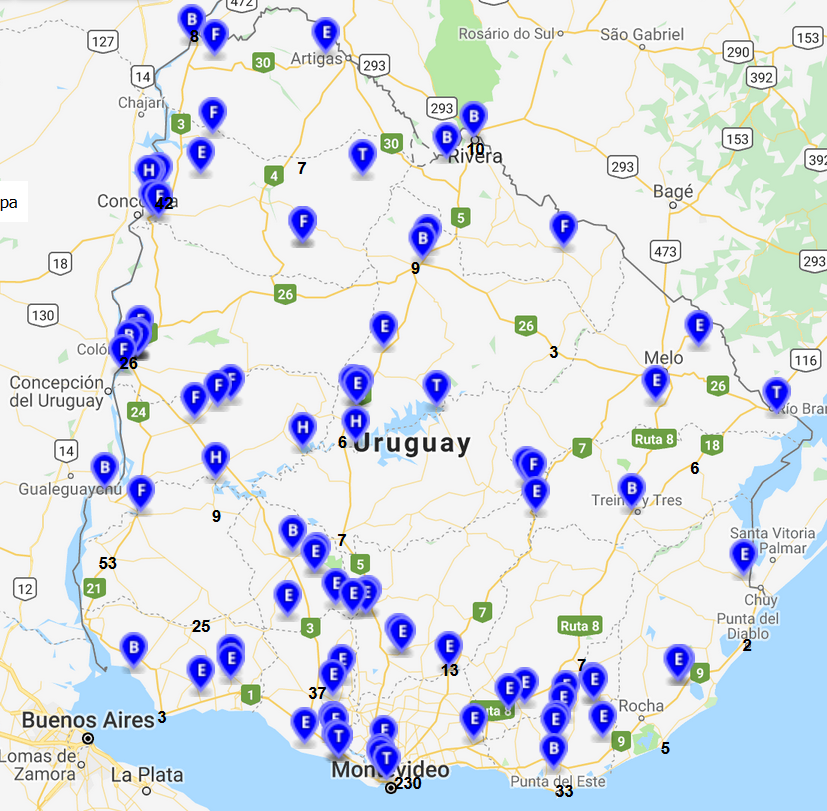 472
B
8
F
E
127
Artigas
293
Rosário do Sul
São Gabriel
153
290
392
30
14
Chajarí
F
3
293
B
B
10
Rivera
30
153
392
E
T
7
4
293
Bagé
H
pa
Conc
a
E
42
F
5
F
B
9
473
293
18
26
130
E
B
F
Colón
26
E
26
3
E
Melo
116
E
26
T
Río Bran
Concepción
del Uruguay
24
F
F
F
E
T
H
H
6
Uruguay
7
Ruta 8
18
6
14
B
Gualeguaychú
F
H
F
E
B
Treinta y Tres
9
B
7
E
5
Santa Vitoria
do Palmar
E
53
12
21
E
E
E
E
Chuy
Punta del
Diablo
2
25
3
7
Ruta 8
B
E
E
E
E
13
E
E
37
1
E
E
E
7
E
E
E
9
Rocha
3
Buenos Aires
E
E
T
E
E
Ruta 8
E
E
B
9
5
Lomas de
Zamora
La Plata
T
Montevideo
230
Punta del Este
33